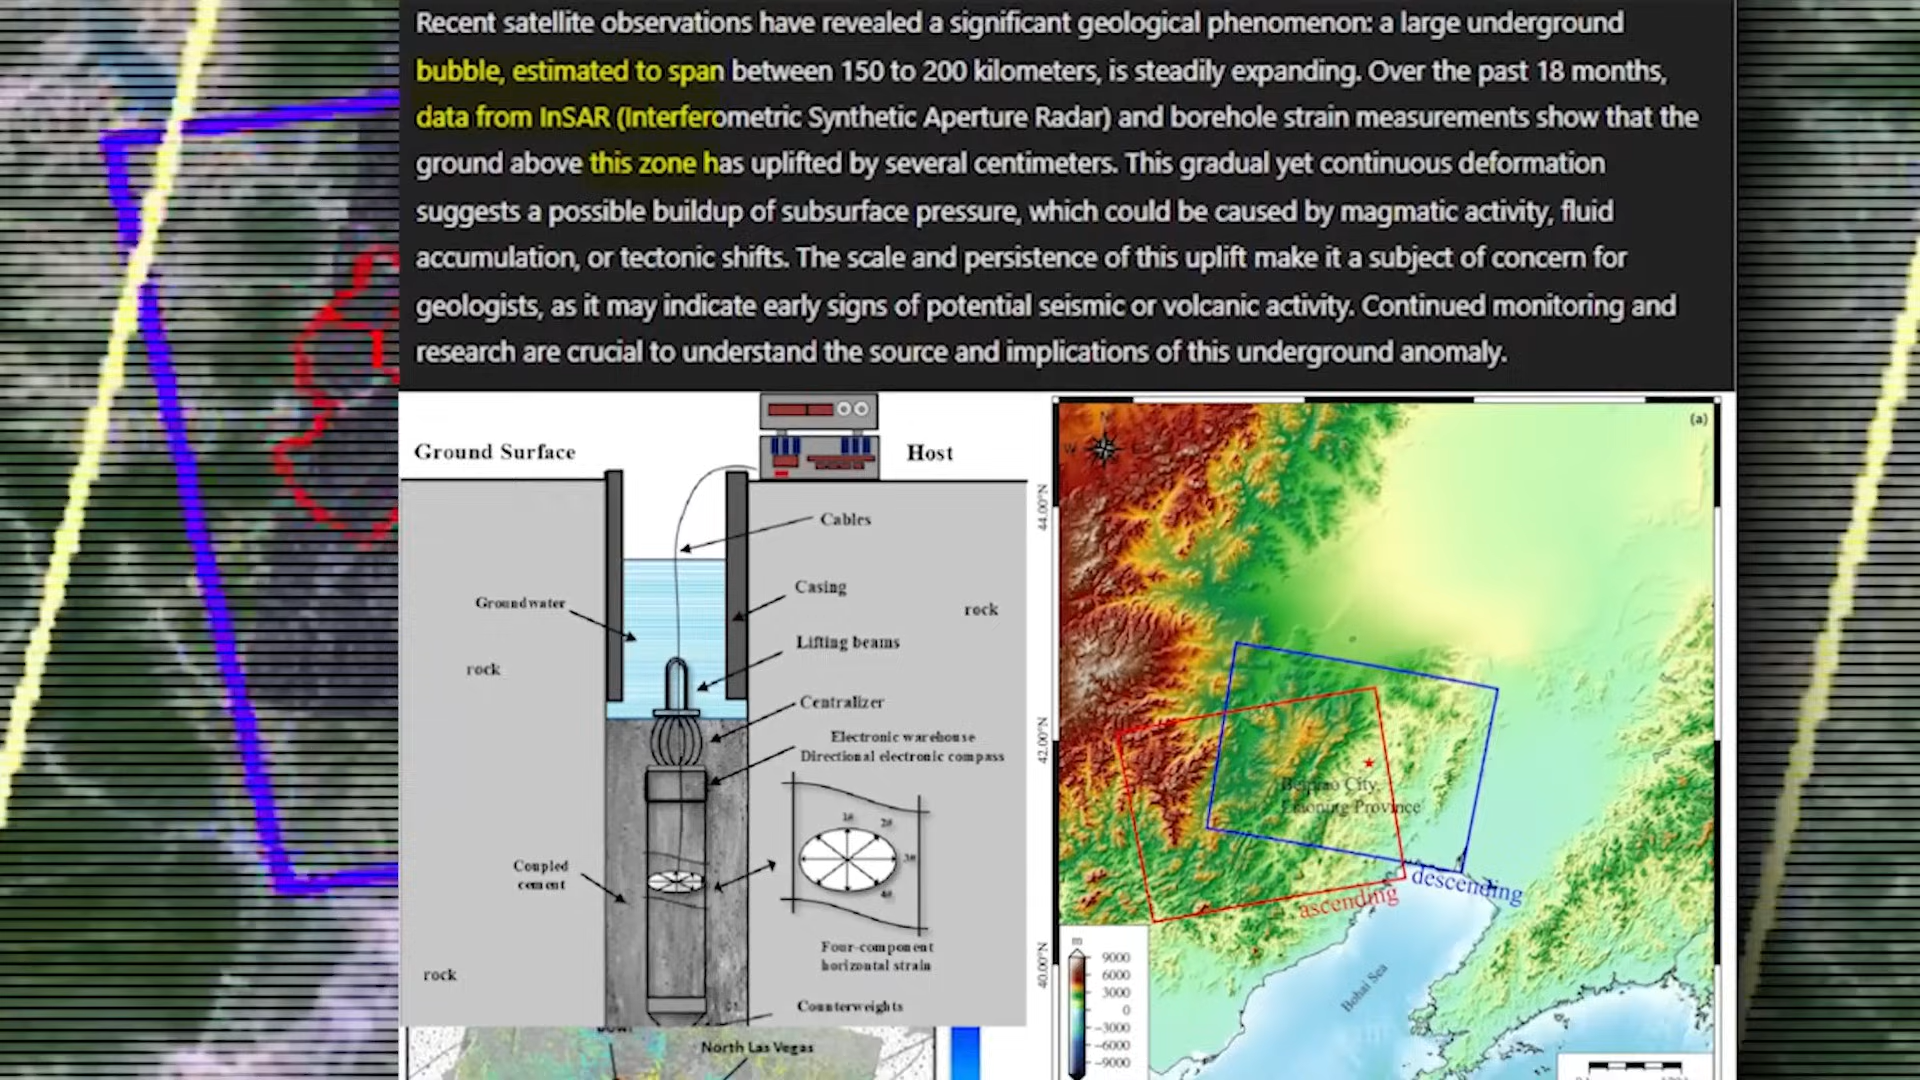 Recent satellite observations have revealed a significant geological phenomenon: a large underground
bubble, estimated to span between 150 to 200 kilometers, is steadily expanding. Over the past 18 months,
data from InSAR (Interferometric Synthetic Aperture Radar) and borehole strain measurements show that the
ground above this zone has uplifted by several centimeters. This gradual yet continuous deformation
suggests a possible buildup of subsurface pressure, which could be caused by magmatic activity, fluid
accumulation, or tectonic shifts. The scale and persistence of this uplift make it a subject of concern for
geologists, as it may indicate early signs of potential seismic or volcanic activity. Continued monitoring and
research are crucial to understand the source and implications of this underground anomaly.
Ground Surface
Host
Cables
Casing
Groundwater
rock
Lifting beams
rock
Centralizer
Electronic warehouse
Directional electronic compass
1#
2#
3#
4#
Coupled
cement
Four-component
horizontal strain
rock
Counterweights
North Las Vegas
(a)
N
W
44.00°N
42.00°N
40.00°N
City,
Province
descending
ascending
Bohai Sea
m
9000
6000
3000
0
-3000
-6000
-9000